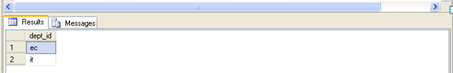 Results Messages
dept_id
1 ec
2 it